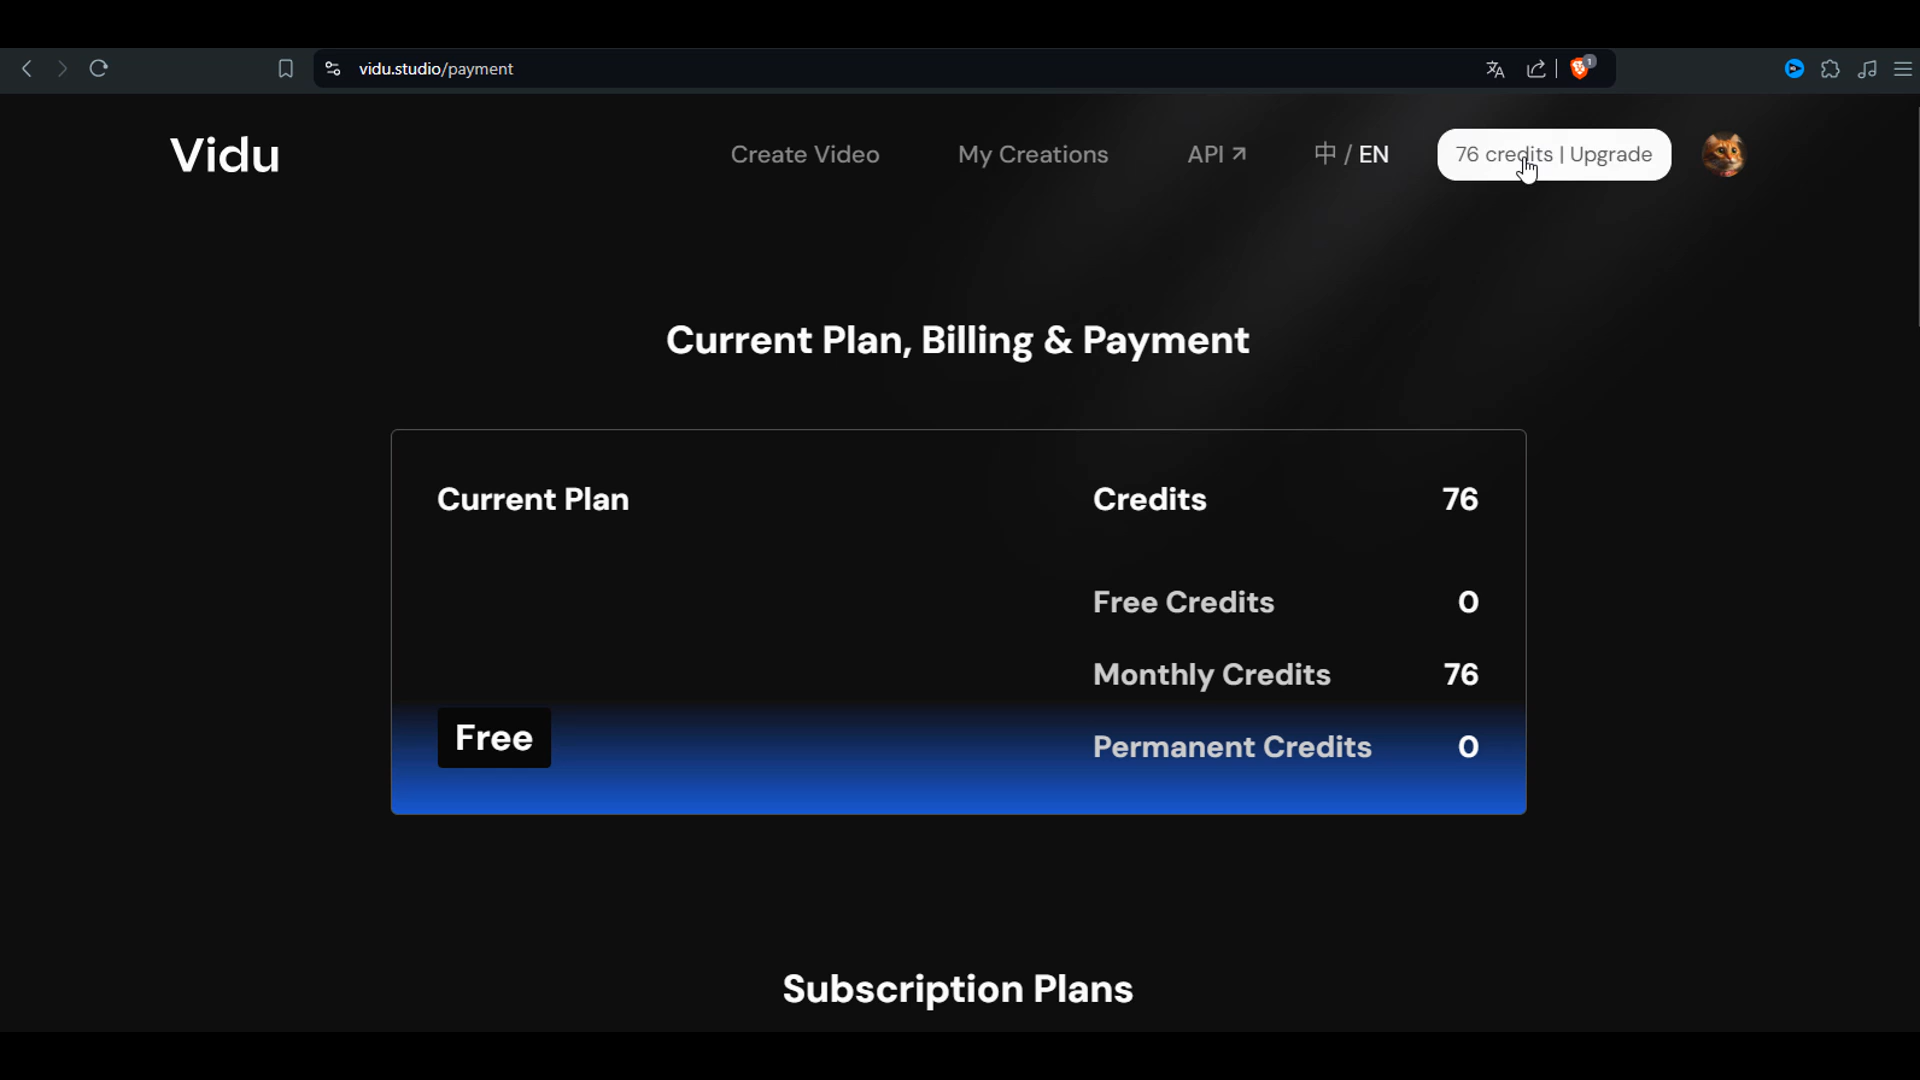 vidu.studio/payment
1
Vidu
Create Video
My Creations
API ↗
中 / EN
76 credits | Upgrade
Current Plan, Billing & Payment
Current Plan
Credits 76
Free Credits 0
Monthly Credits 76
Free
Permanent Credits 0
Subscription Plans